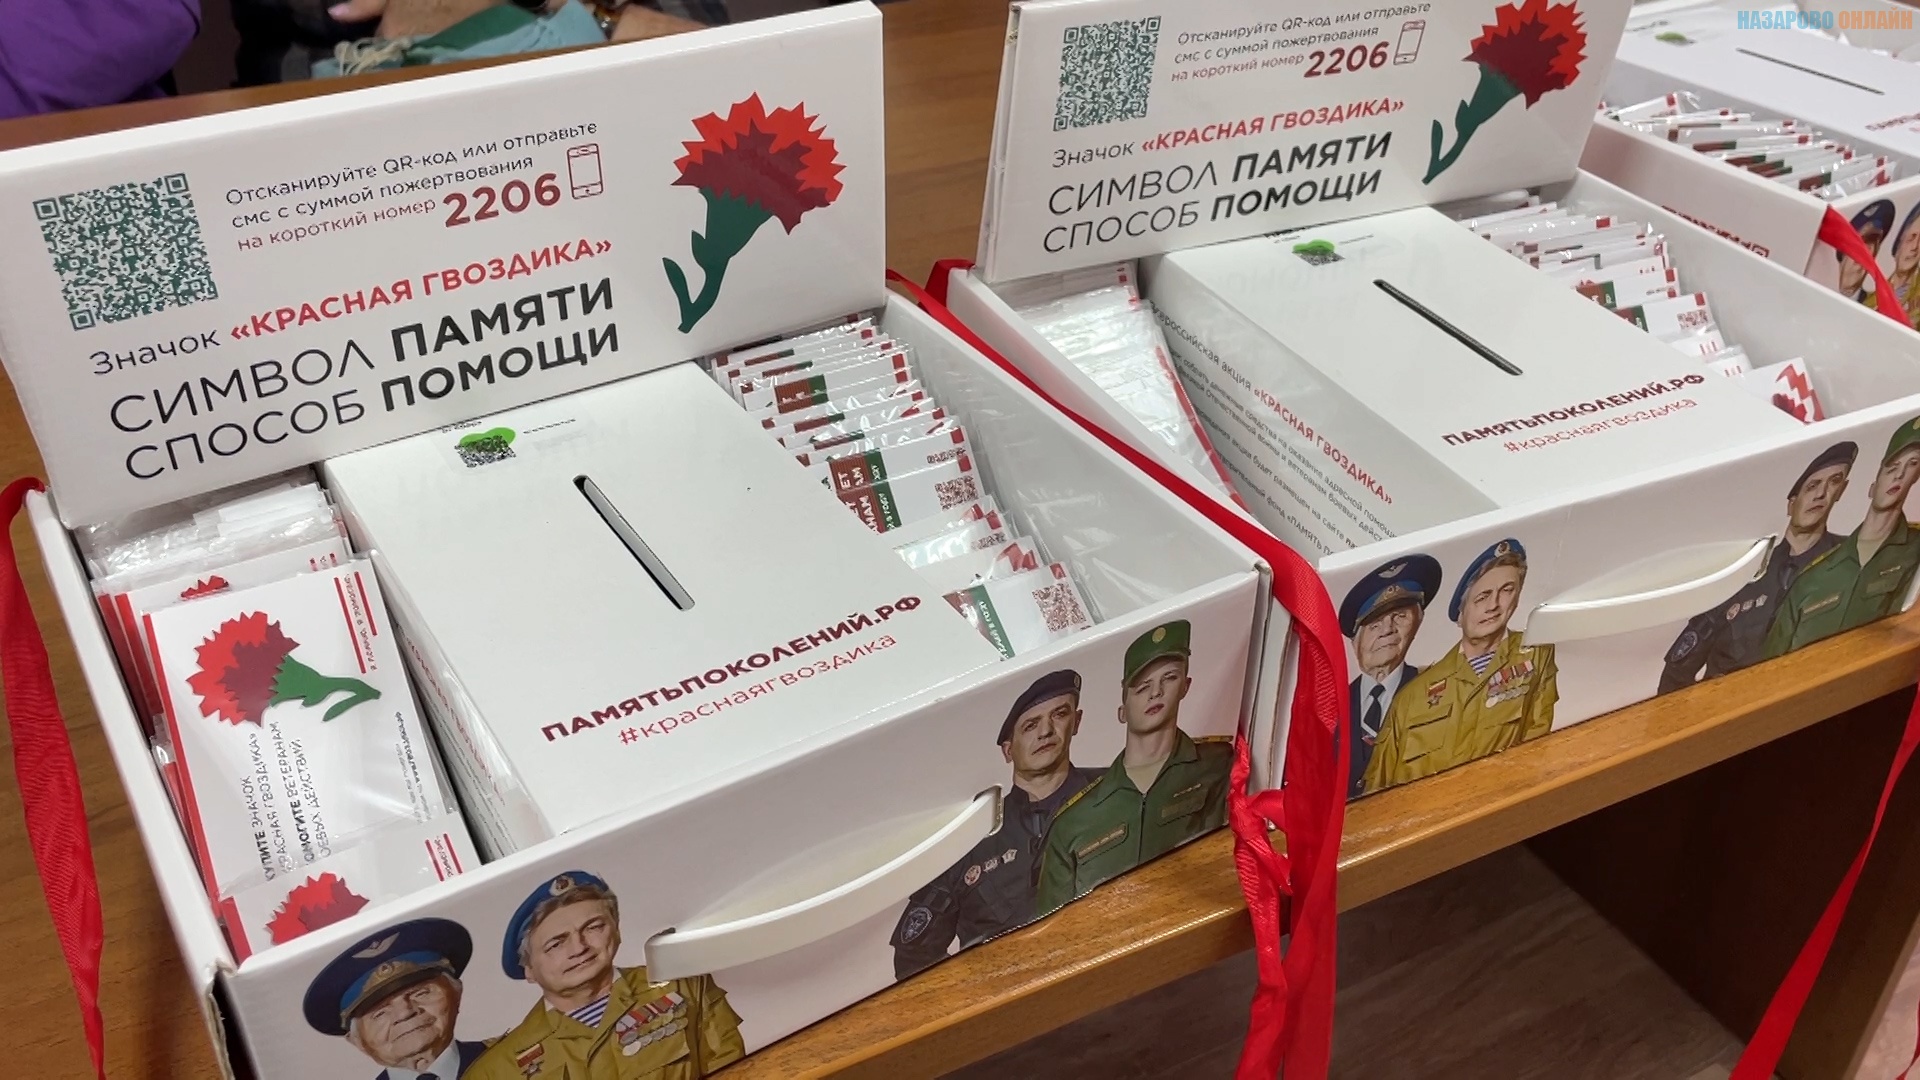 НАЗАРОВО ОНЛАЙН
Отсканируйте QR-код или отправьте
смс с суммой пожертвования
на короткий номер 2206
Значок «КРАСНАЯ ГВОЗДИКА»
СИМВОЛ ПАМЯТИ
СПОСОБ ПОМОЩИ
ПАМЯТЬПОКОЛЕНИЙ.РФ
#краснаягвоздика
КУПИТЕ ЗНАЧОК
«КРАСНАЯ ГВОЗДИКА»
ПОМОГИТЕ ВЕТЕРАНАМ
БОЕВЫХ ДЕЙСТВИЙ
Отсканируйте QR-код или отправьте
смс с суммой пожертвования
на короткий номер 2206
Значок «КРАСНАЯ ГВОЗДИКА»
СИМВОЛ ПАМЯТИ
СПОСОБ ПОМОЩИ
Всероссийская акция «КРАСНАЯ ГВОЗДИКА»
ПАМЯТЬПОКОЛЕНИЙ.РФ
#краснаягвоздика